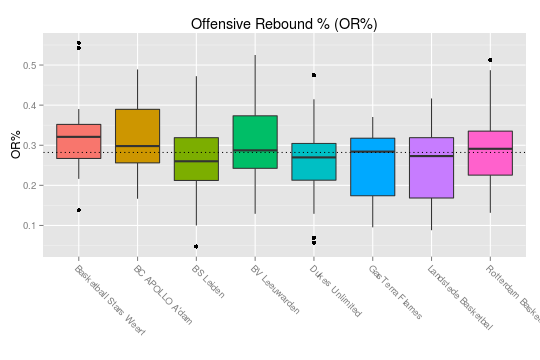 Offensive Rebound % (OR%)
OR%
0.5
0.4
0.3
0.2
0.1
Basketball Stars Weert
BC APOLLO A'dam
BS Leiden
BV Leeuwarden
Dukes Unlimited
GasTerra Flames
Landstede Basketbal
Rotterdam Baske